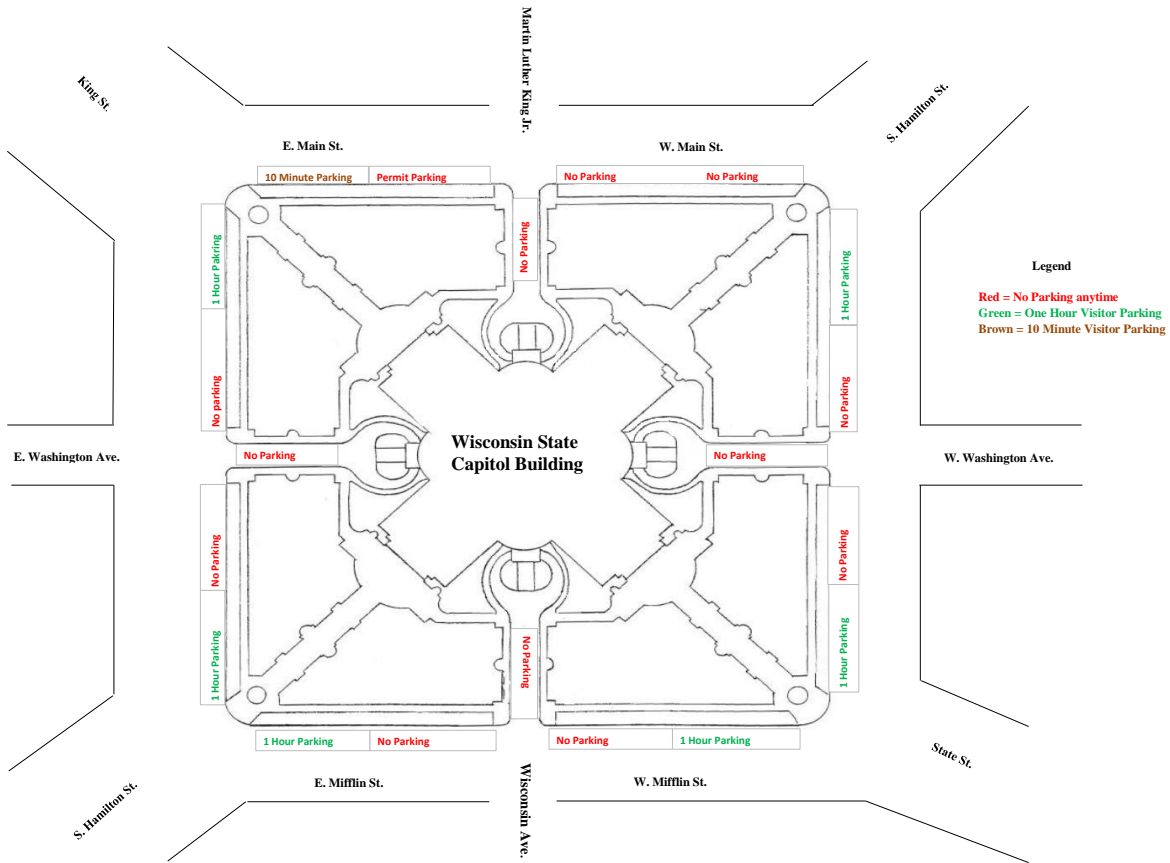 Martin Luther King Jr.
King St.
S. Hamilton St.
E. Main St.
W. Main St.
10 Minute Parking
Permit Parking
No Parking
No Parking
1 Hour Pakring
No Parking
1 Hour Parking
Legend
Red = No Parking anytime
Green = One Hour Visitor Parking
Brown = 10 Minute Visitor Parking
No parking
No Parking
E. Washington Ave.
No Parking
Wisconsin State
Capitol Building
No Parking
W. Washington Ave.
No Parking
No Parking
1 Hour Parking
No Parking
1 Hour Parking
1 Hour Parking
No Parking
No Parking
1 Hour Parking
State St.
E. Mifflin St.
Wisconsin Ave.
W. Mifflin St.
S. Hamilton St.